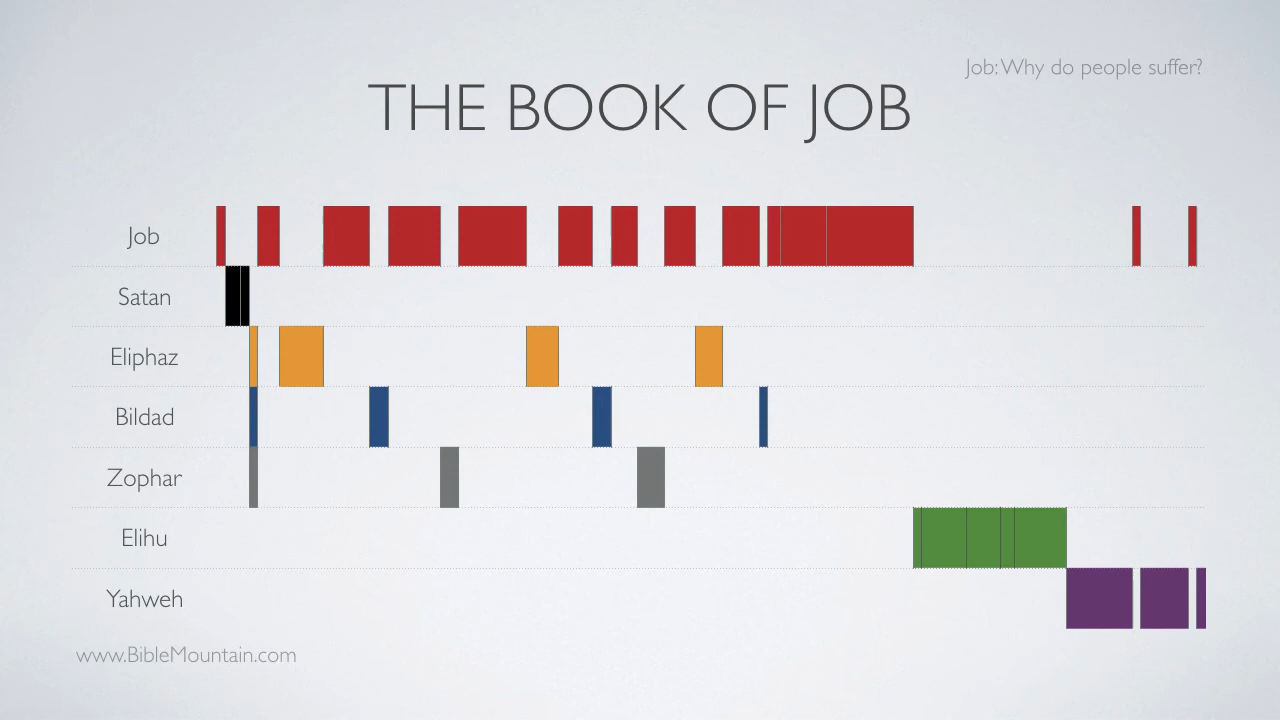 Job: Why do people suffer?
THE BOOK OF JOB
Job
Satan
Eliphaz
Bildad
Zophar
Elihu
Yahweh
www.BibleMountain.com